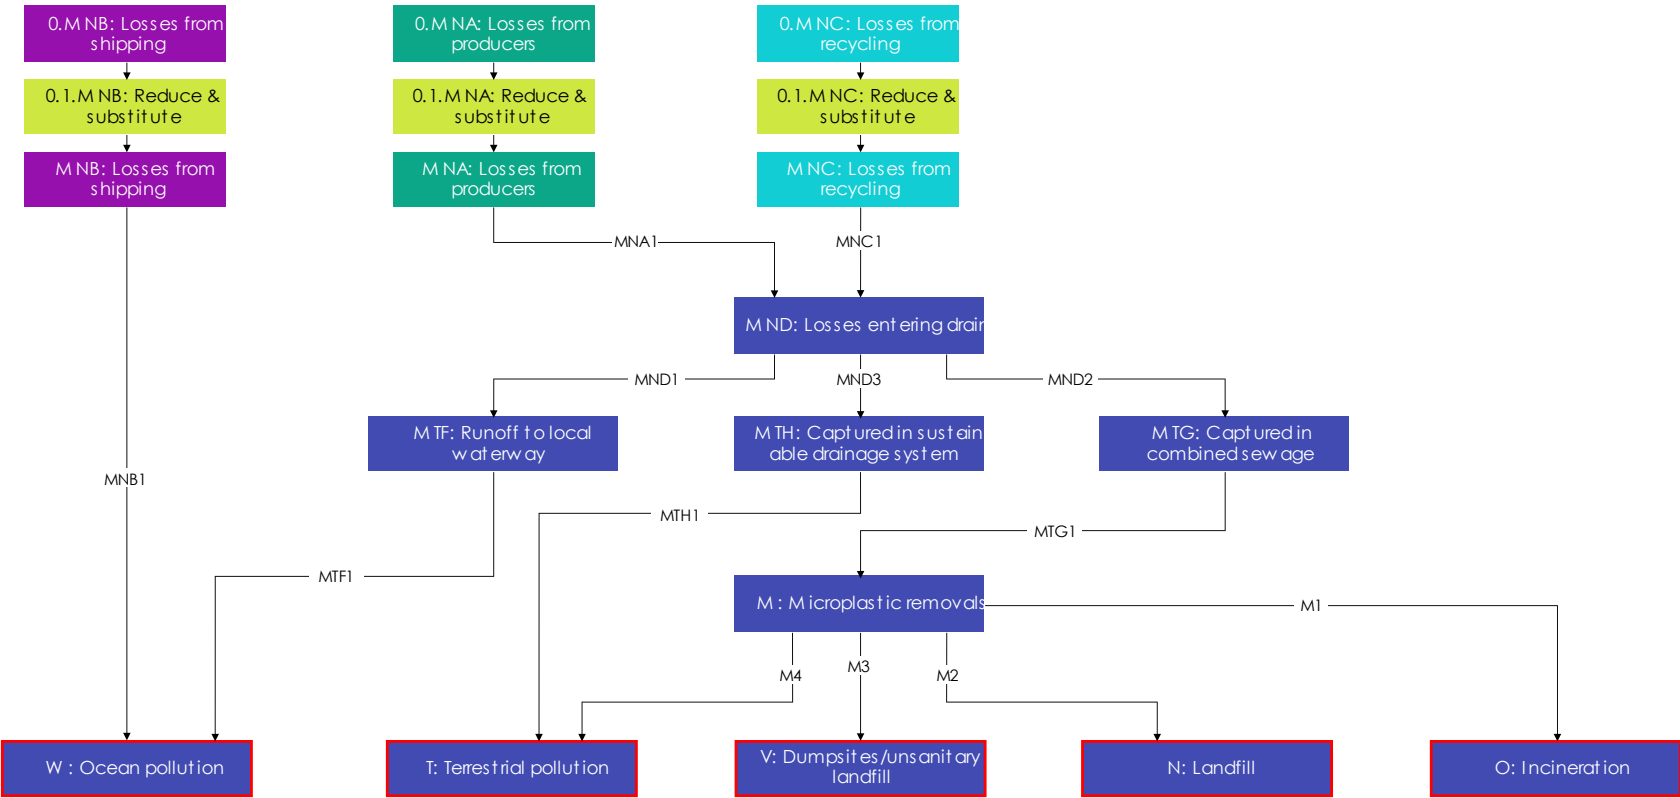 0.MNB: Losses from
shipping
0.MNA: Losses from
producers
0.MNC: Losses from
recycling
0.1.MNB: Reduce &
substitute
0.1.MNA: Reduce &
substitute
0.1.MNC: Reduce &
substitute
MNB: Losses from
shipping
MNA: Losses from
producers
MNC: Losses from
recycling
MNA1
MNC1
MND: Losses entering drain
MND1
MND3
MND2
MTF: Runoff to local
waterway
MTH: Captured in sustain
able drainage system
MTG: Captured in
combined sewage
MNB1
MTH1
MTG1
MTF1
M: Microplastic removals
M1
M4
M3
M2
W: Ocean pollution
T: Terrestrial pollution
V: Dumpsites/unsanitary
landfill
N: Landfill
O: Incineration